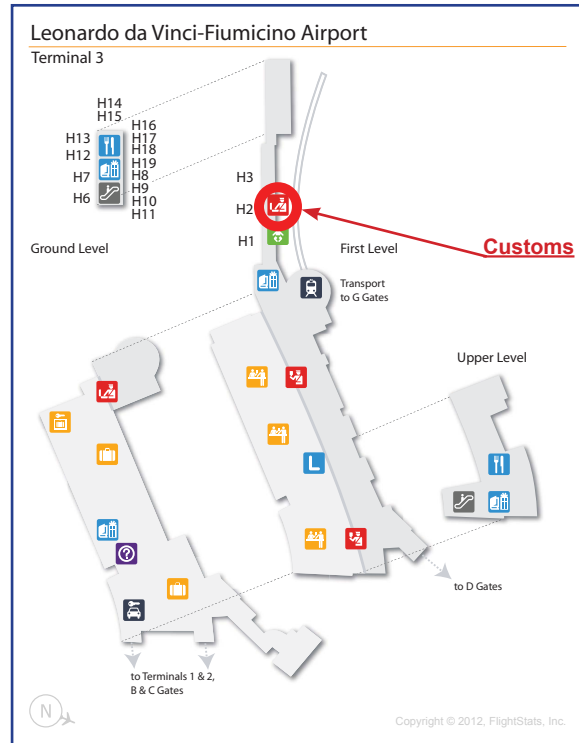 Leonardo da Vinci-Fiumicino Airport
Terminal 3
H14
H15
H16
H13
H17
H18
H12
H19
H7
H8
H9
H6
H10
H11
H3
H2
H1
Ground Level
First Level
Customs
Transport
to G Gates
Upper Level
L
?
to D Gates
to Terminals 1 & 2,
B & C Gates
N
Copyright © 2012, FlightStats, Inc.